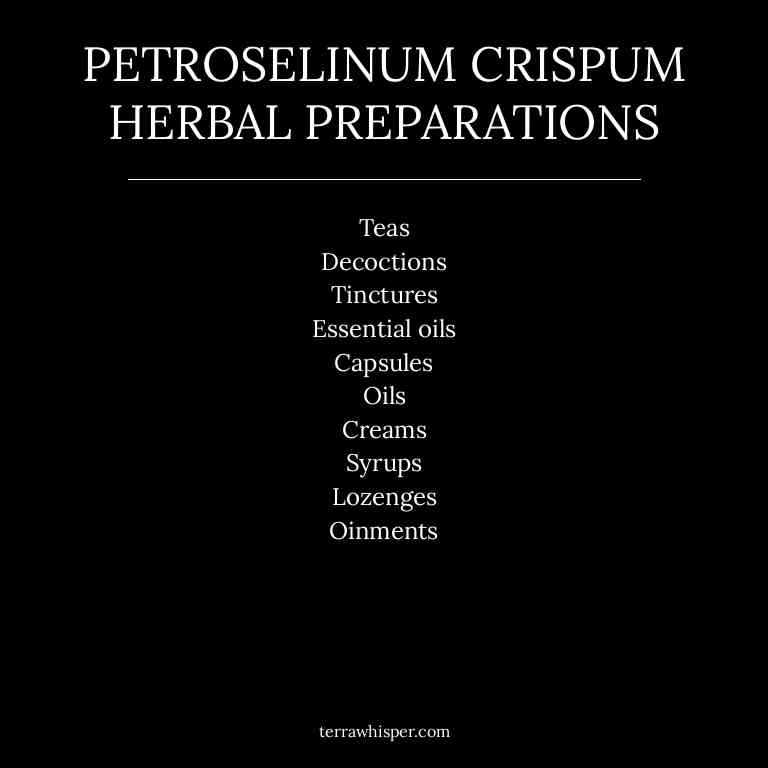 PETROSELINUM CRISPUM
HERBAL PREPARATIONS
Teas
Decoctions
Tinctures
Essential oils
Capsules
Oils
Creams
Syrups
Lozenges
Oinments
terrawhisper.com